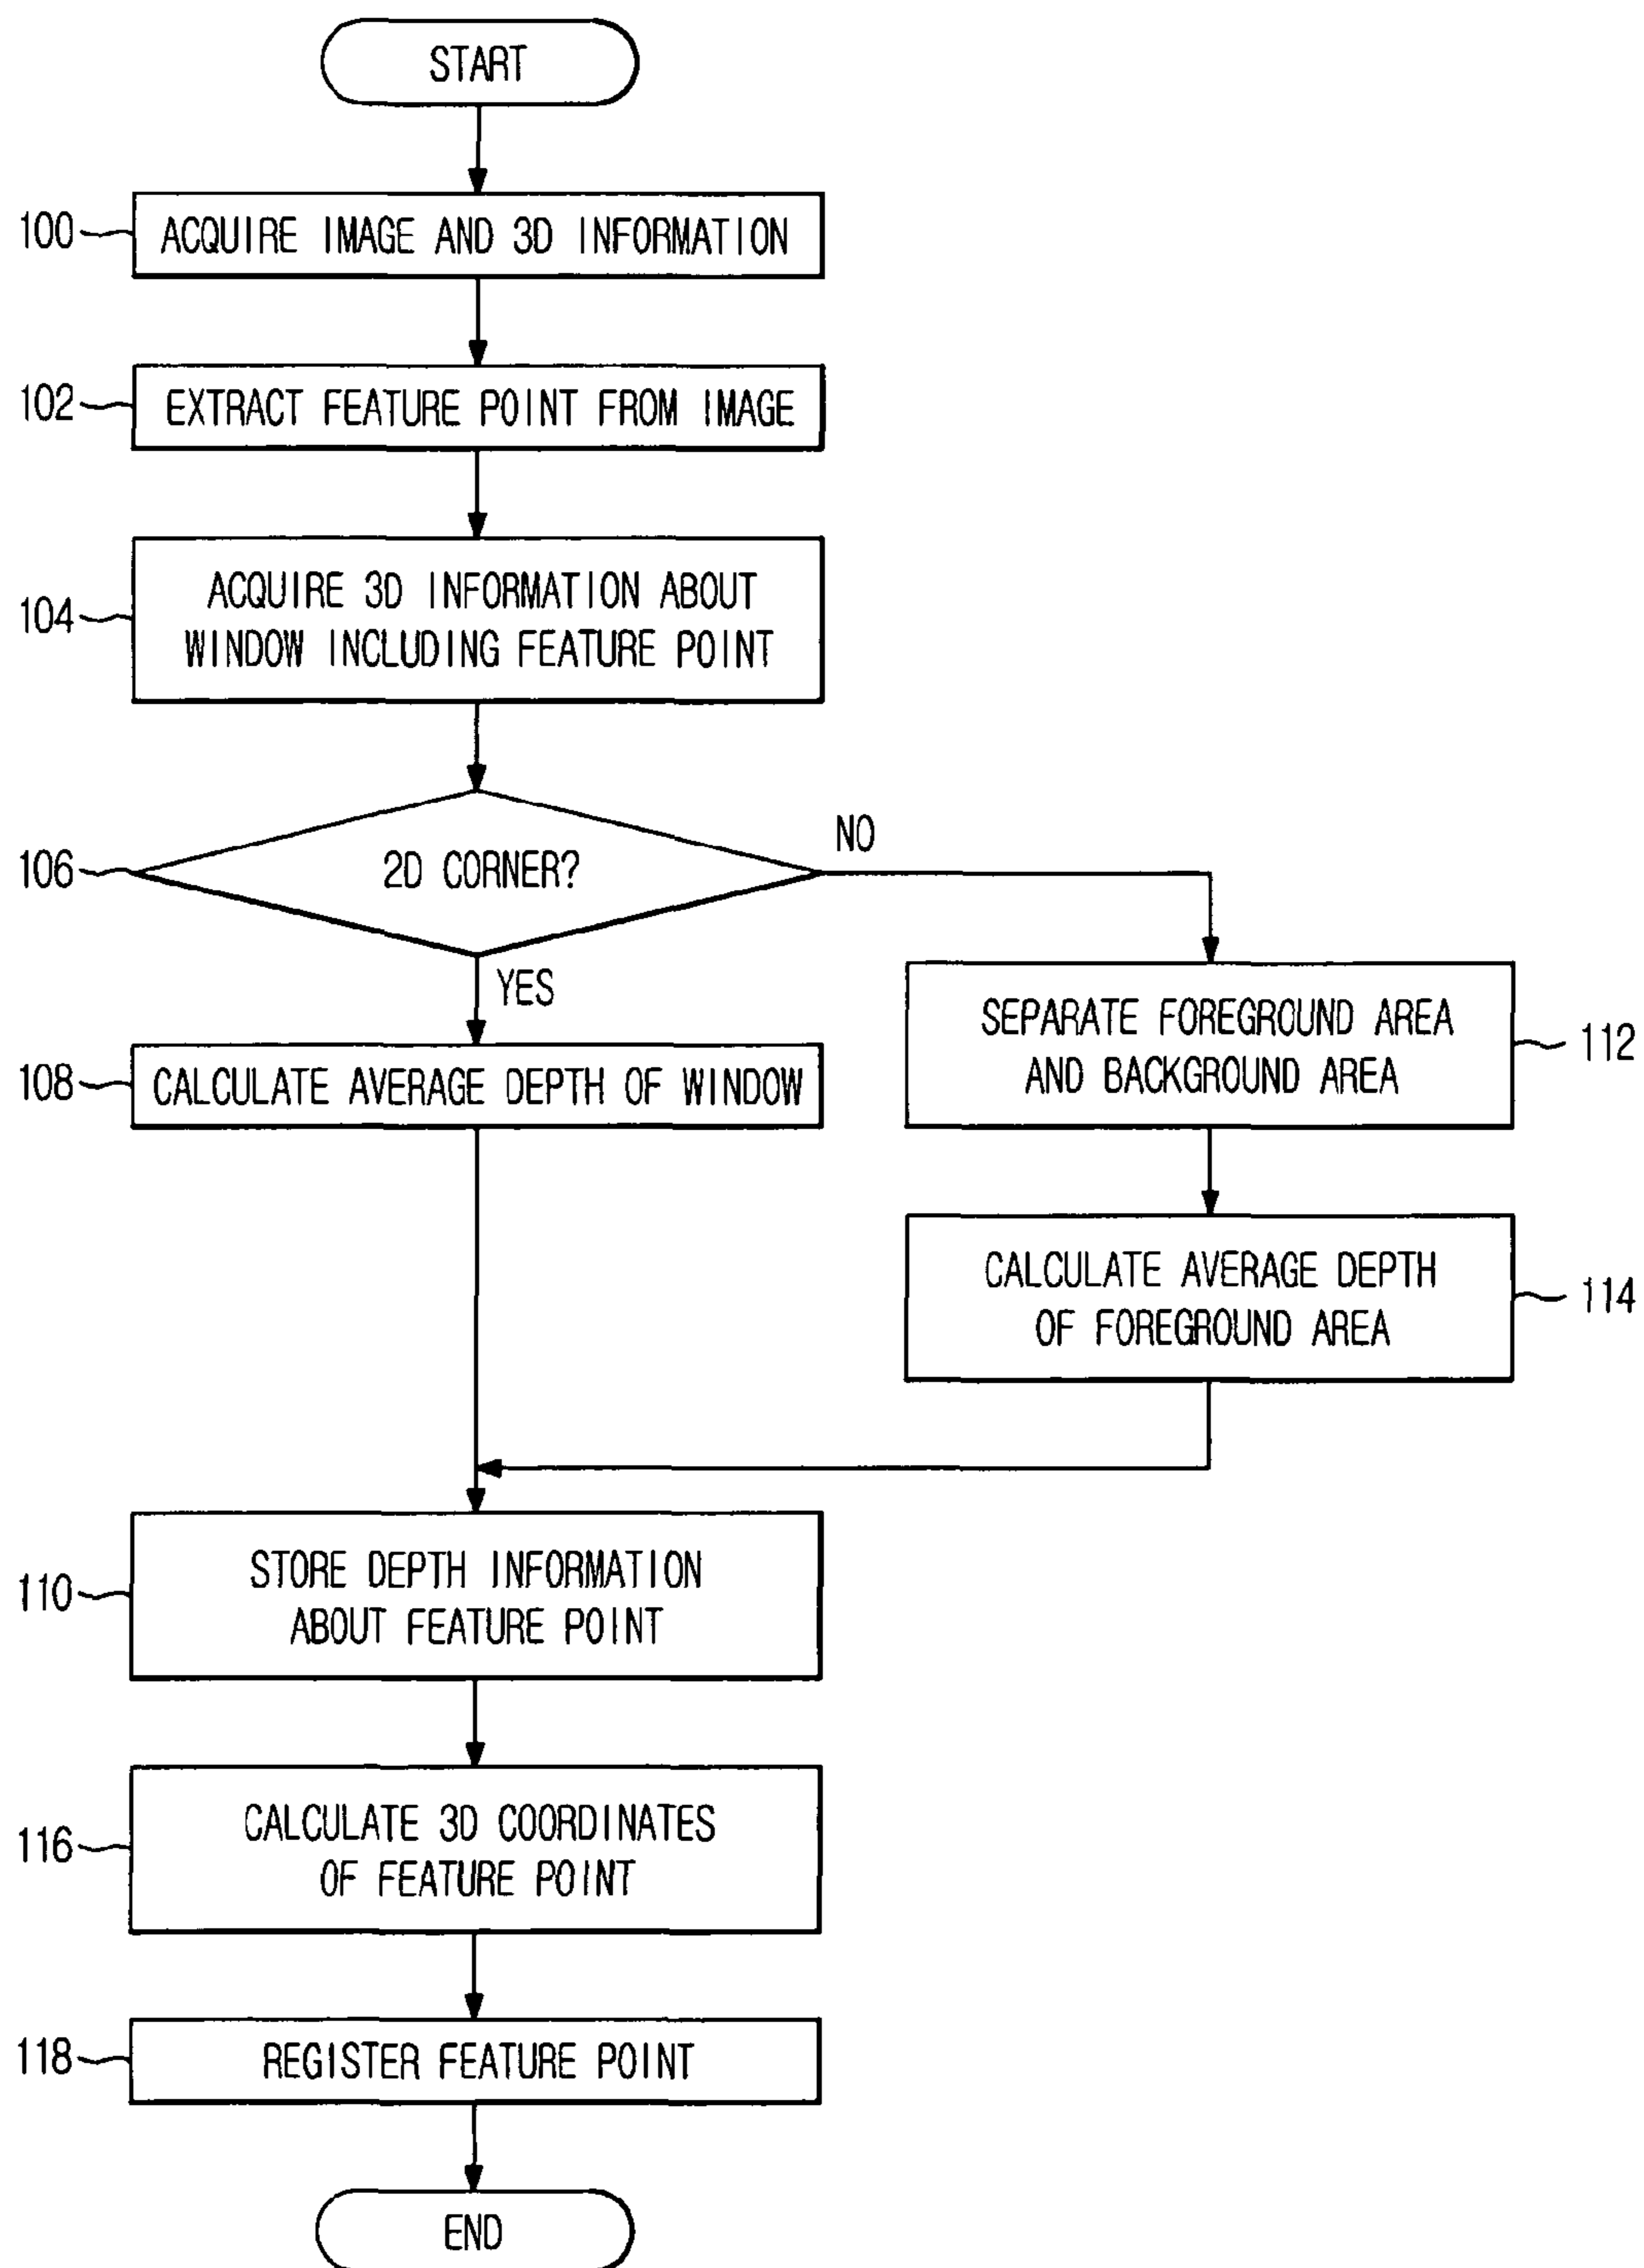 START
100
ACQUIRE IMAGE AND 3D INFORMATION
102
EXTRACT FEATURE POINT FROM IMAGE
104
ACQUIRE 3D INFORMATION ABOUT
WINDOW INCLUDING FEATURE POINT
106
2D CORNER?
NO
YES
108
CALCULATE AVERAGE DEPTH OF WINDOW
SEPARATE FOREGROUND AREA
AND BACKGROUND AREA
112
CALCULATE AVERAGE DEPTH
OF FOREGROUND AREA
114
110
STORE DEPTH INFORMATION
ABOUT FEATURE POINT
116
CALCULATE 3D COORDINATES
OF FEATURE POINT
118
REGISTER FEATURE POINT
END